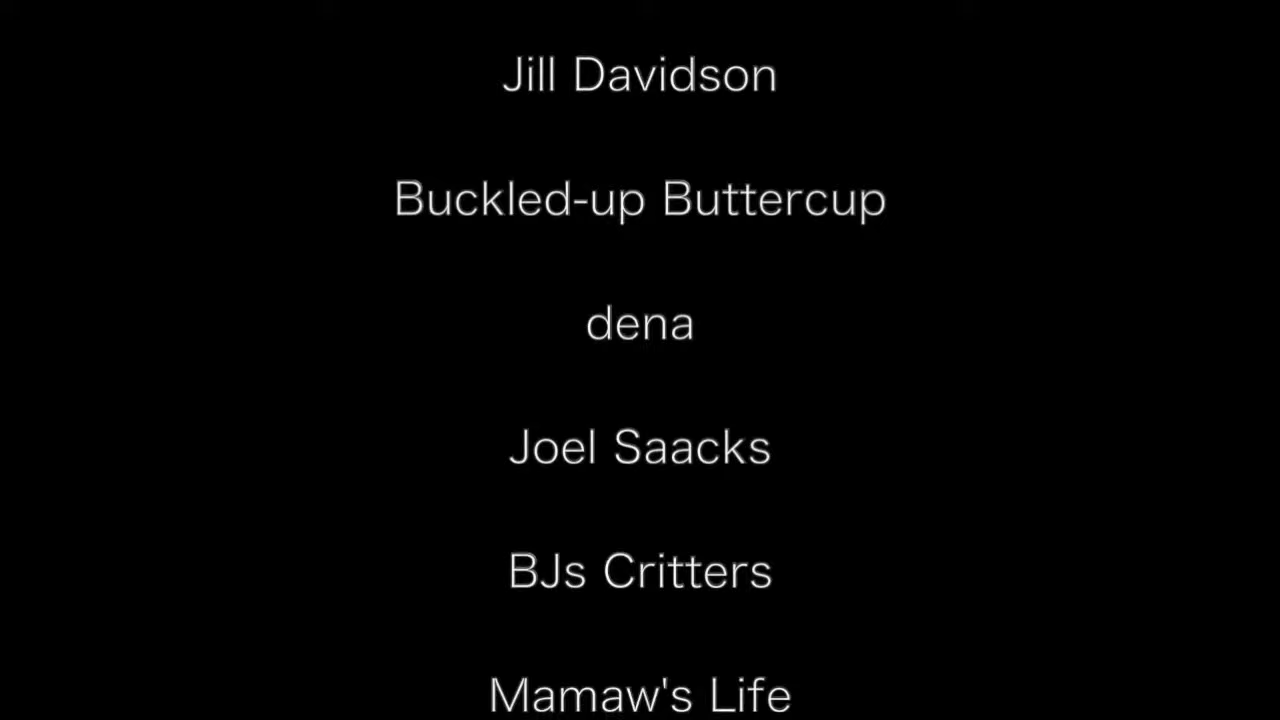 Jill Davidson
Buckled-up Buttercup
dena
Joel Saacks
BJs Critters
Mamaw's Life